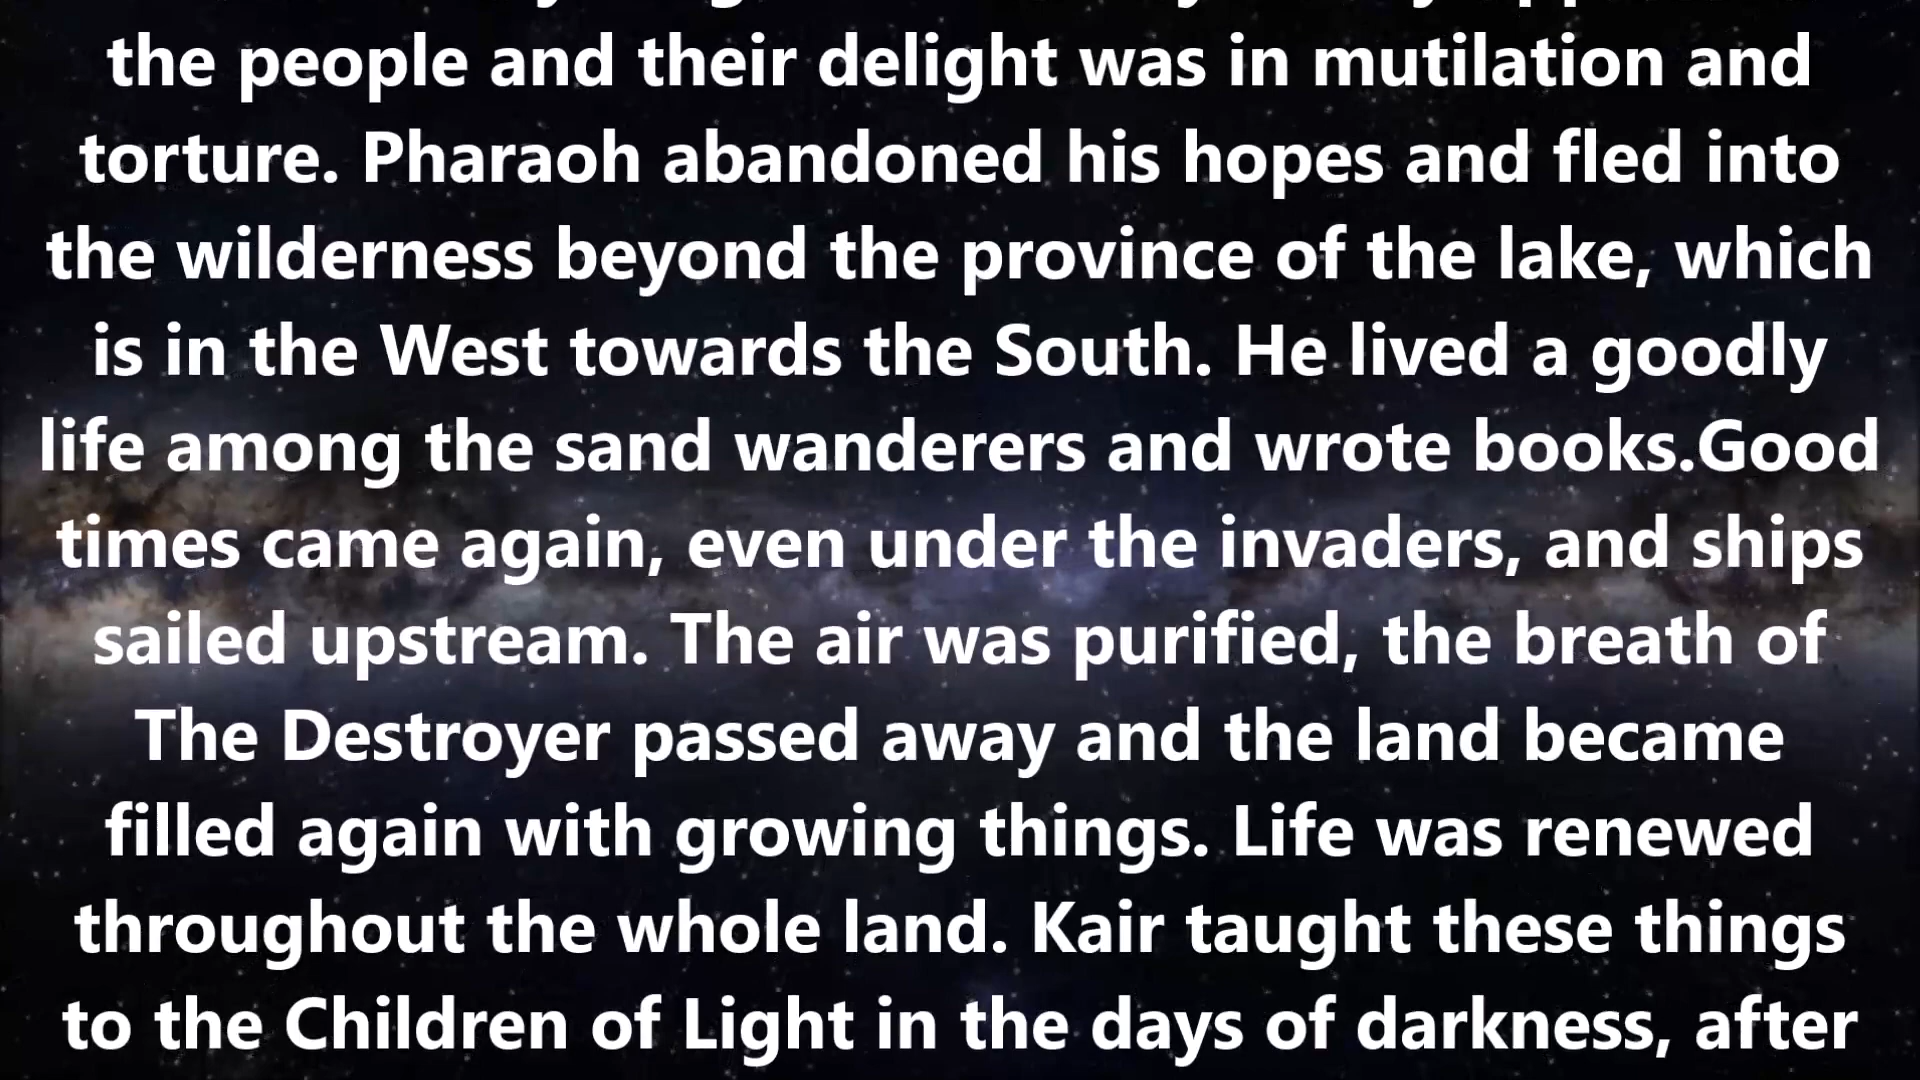 the people and their delight was in mutilation and
torture. Pharaoh abandoned his hopes and fled into
the wilderness beyond the province of the lake, which
is in the West towards the South. He lived a goodly
life among the sand wanderers and wrote books.Good
times came again, even under the invaders, and ships
sailed upstream. The air was purified, the breath of
The Destroyer passed away and the land became
filled again with growing things. Life was renewed
throughout the whole land. Kair taught these things
to the Children of Light in the days of darkness, after